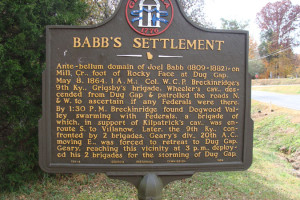 1776
BABB'S SETTLEMENT
Ante-bellum domain of Joel Babb (1809-1882) on
Mill Cr., foot of Rocky Face at Dug Gap.
May 8, 1864, 1 A.M.: Col. W. C. P. Breckinridge's
9th Ky., Grigsby's brigade, Wheeler's cav., des-
cended from Dug Gap & patrolled the roads N.
& W. to ascertain if any Federals were there.
By 1:30 P.M. Breckinridge found Dogwood Val-
ley swarming with Federals, a brigade of
which, in support of Kilpatrick's cav., was en-
route S. to Villanow. Later, the 9th Ky., con-
fronted by 2 brigades, Geary's div., 20th A.C.,
moving E., was forced to retreat to Dug Gap.
Geary, reaching this vicinity at 3 p.m. deploy-
ed his 2 brigades for the storming of Dug Gap.